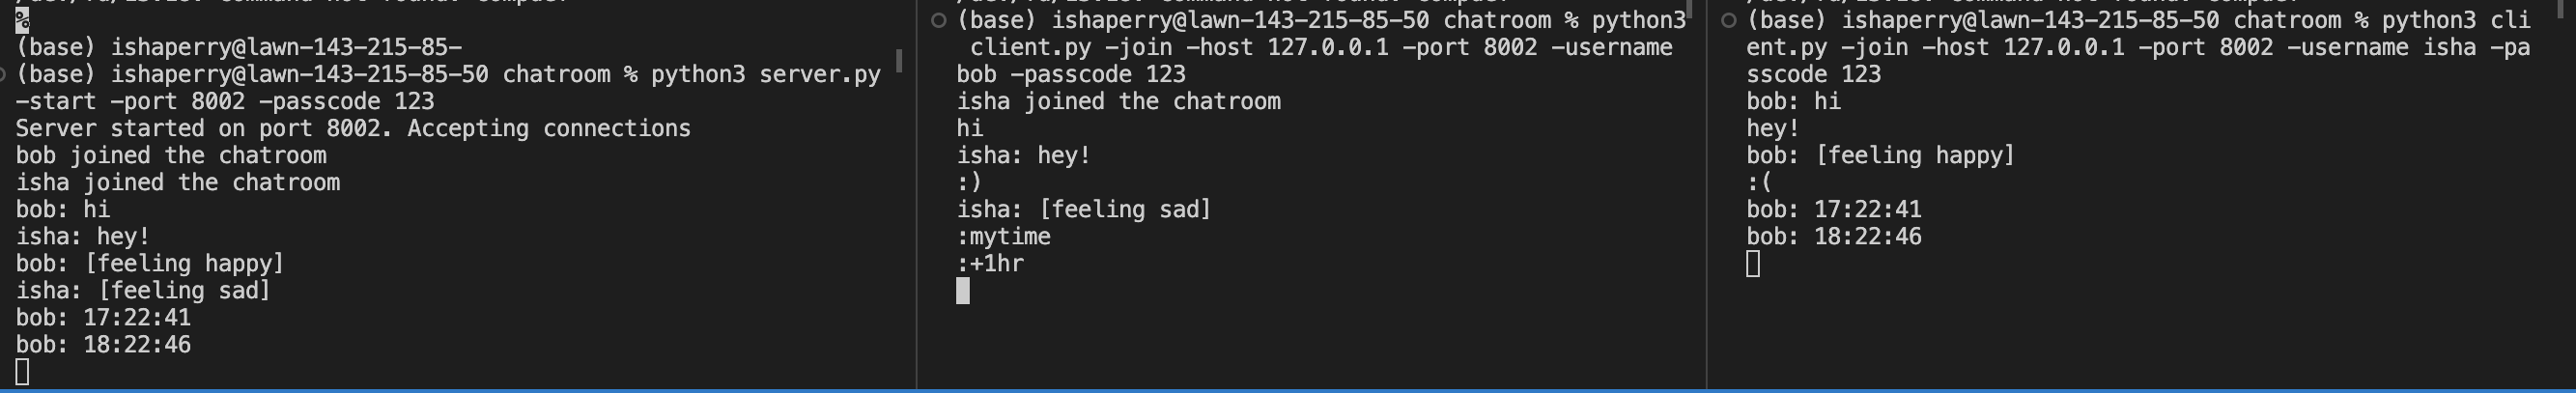 %
(base) ishaperry@lawn-143-215-85-
(base) ishaperry@lawn-143-215-85-50 chatroom % python3 server.py
-start -port 8002 -passcode 123
Server started on port 8002. Accepting connections
bob joined the chatroom
isha joined the chatroom
bob: hi
isha: hey!
bob: [feeling happy]
isha: [feeling sad]
bob: 17:22:41
bob: 18:22:46
(base) ishaperry@lawn-143-215-85-50 chatroom % python3
client.py -join -host 127.0.0.1 -port 8002 -username
bob -passcode 123
isha joined the chatroom
hi
isha: hey!
:)
isha: [feeling sad]
:mytime
:+1hr
(base) ishaperry@lawn-143-215-85-50 chatroom % python3 cli
ent.py -join -host 127.0.0.1 -port 8002 -username isha -pa
sscode 123
bob: hi
hey!
bob: [feeling happy]
:(
bob: 17:22:41
bob: 18:22:46